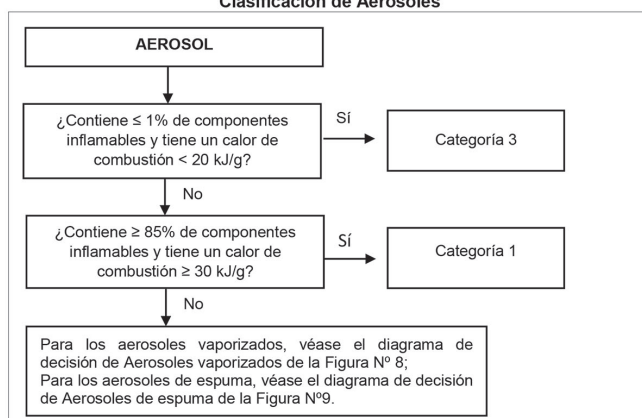 Clasificación de Aerosoles
AEROSOL
¿Contiene ≤ 1% de componentes
inflamables y tiene un calor de
combustión < 20 kJ/g?
Sí
Categoría 3
No
¿Contiene ≥ 85% de componentes
inflamables y tiene un calor de
combustión ≥ 30 kJ/g?
Sí
Categoría 1
No
Para los aerosoles vaporizados, véase el diagrama de
decisión de Aerosoles vaporizados de la Figura Nº 8;
Para los aerosoles de espuma, véase el diagrama de decisión
de Aerosoles de espuma de la Figura Nº9.